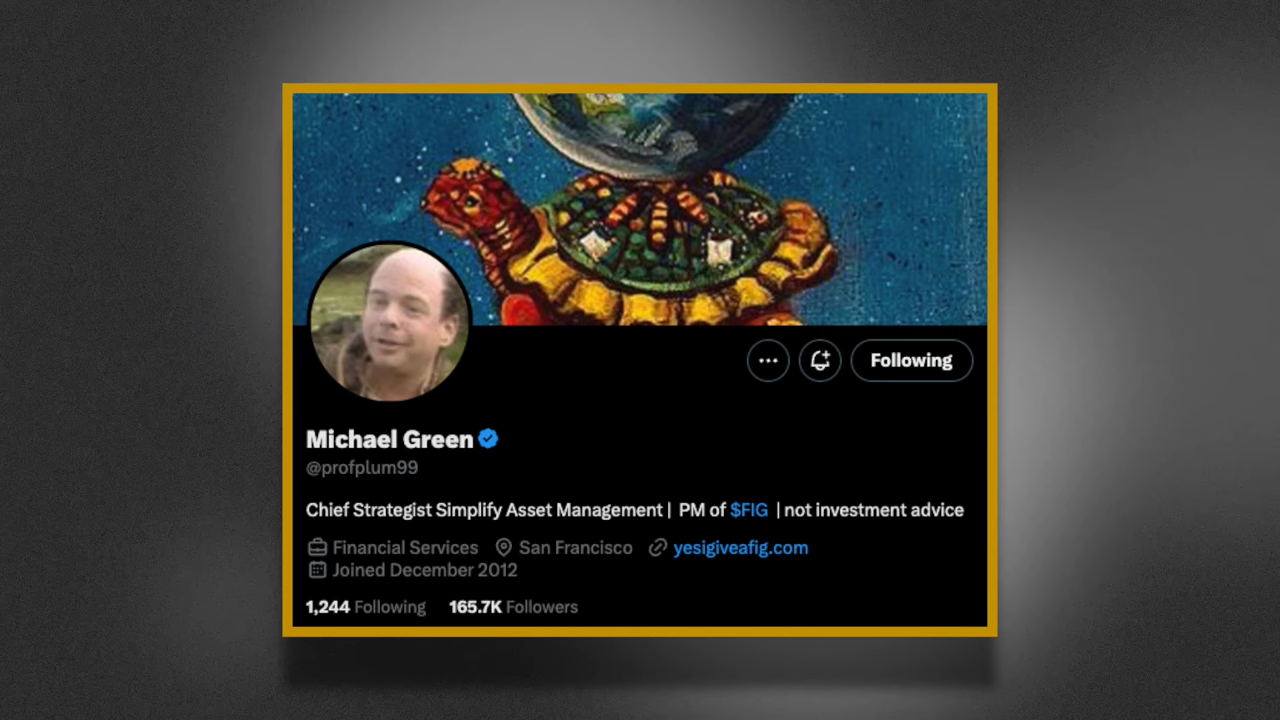 Following
Michael Green
@profplum99
Chief Strategist Simplify Asset Management | PM of $FIG | not investment advice
Financial Services San Francisco yesigiveafig.com
Joined December 2012
1,244 Following 165.7K Followers